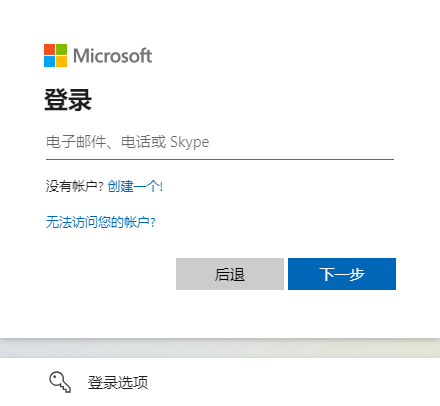 Microsoft
登录
电子邮件、电话或 Skype
没有帐户? 创建一个!
无法访问您的帐户?
后退 下一步
登录选项